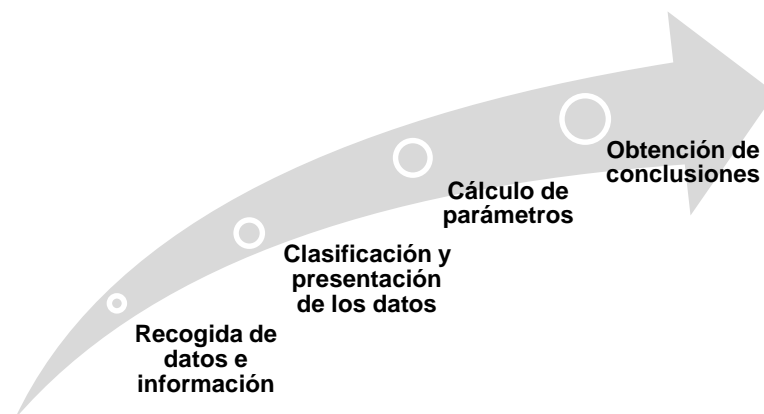 Recogida de
datos e
información
Clasificación y
presentación
de los datos
Cálculo de
parámetros
Obtención de
conclusiones